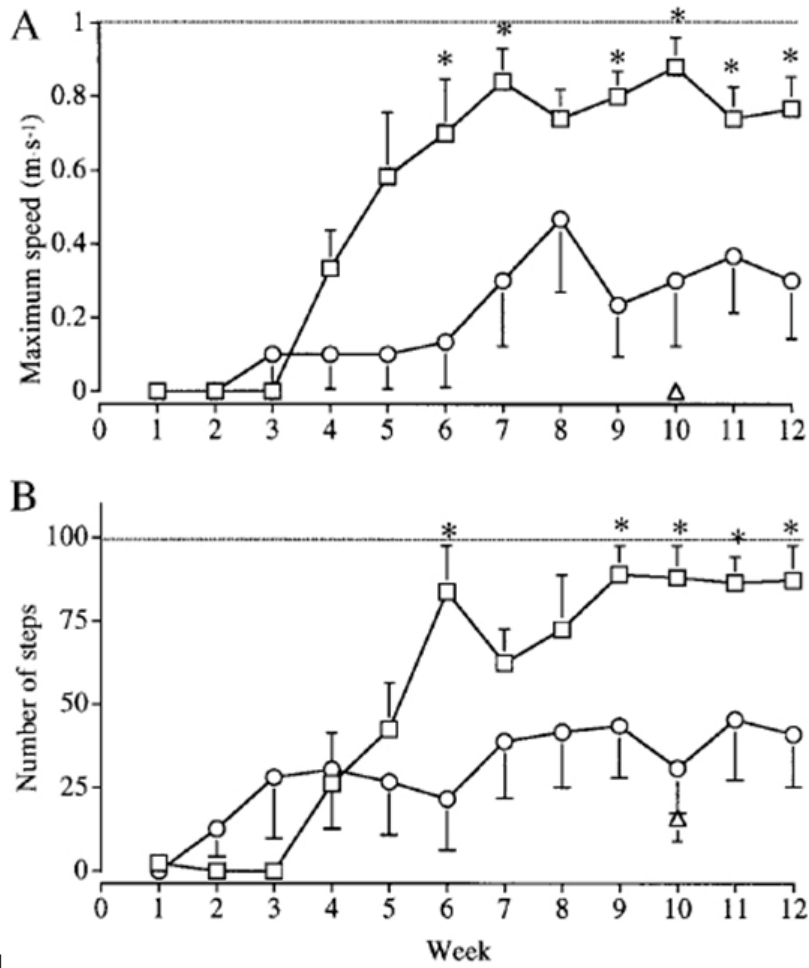 A
1
0.8
0.6
0.4
0.2
0
Maximum speed (m·s-1)
* * * * * *
0 1 2 3 4 5 6 7 8 9 10 11 12
B
100
75
50
25
0
Number of steps
* * * * *
0 1 2 3 4 5 6 7 8 9 10 11 12
Week